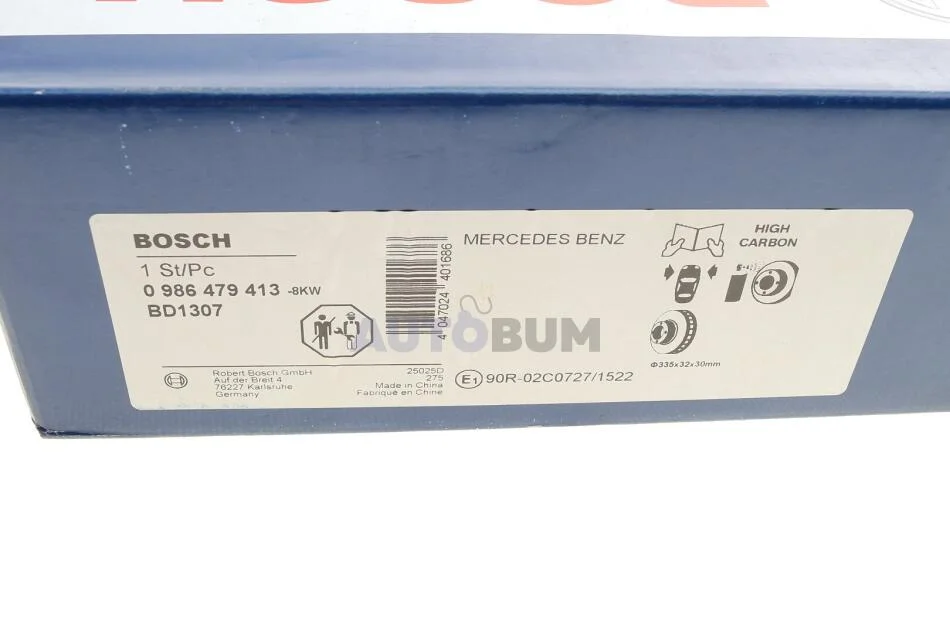 BOSCH
1 St/Pc
0 986 479 413 -8KW
BD1307
4 047024 401686
MERCEDES BENZ
HIGH
CARBON
Φ335x32x30mm
AUTOBUM
Robert Bosch GmbH
Auf der Breit 4
76227 Karlsruhe
Germany
25025D
275
Made in China
Fabriqué en Chine
E1 90R-02C0727/1522